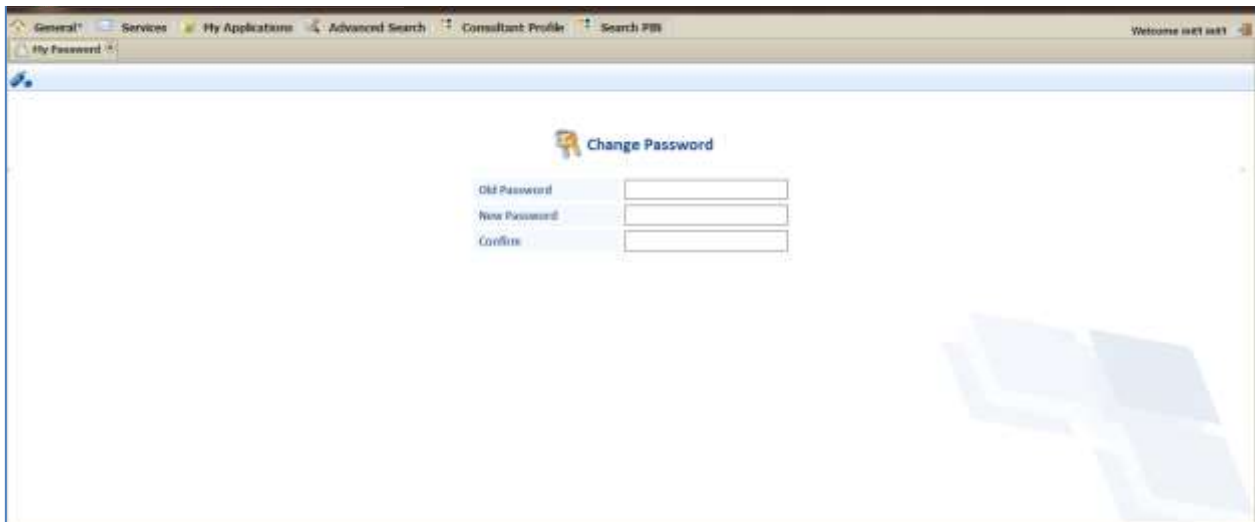 General* Services My Applications Advanced Search Consultant Profile Search
Welcome
My Password
Change Password
Old Password
New Password
Confirm